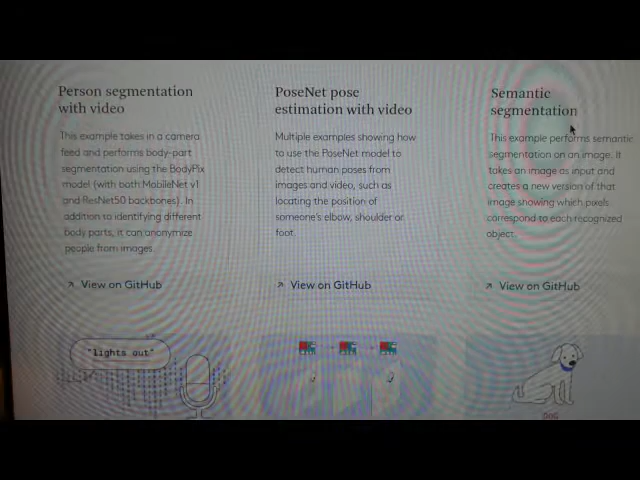 Person segmentation
with video
This example takes in a camera
feed and performs body-part
segmentation using the BodyPix
model (with both MobileNet v1
and ResNet50 backbones). In
addition to identifying different
body parts, it can anonymize
people from images
View on GitHub
PoseNet pose
estimation with video
Multiple examples showing how
to use the PoseNet model to
detect human poses from
images and video, such as
locating the position of
someone's elbow, shoulder or
foot.
View on GitHub
Semantic
segmentation
This example performs semantic
segmentation on an image. It
takes an image as input and
creates a new version of that
image showing which pixels
correspond to each recognized
object.
View on GitHub
"lights out"
DOG